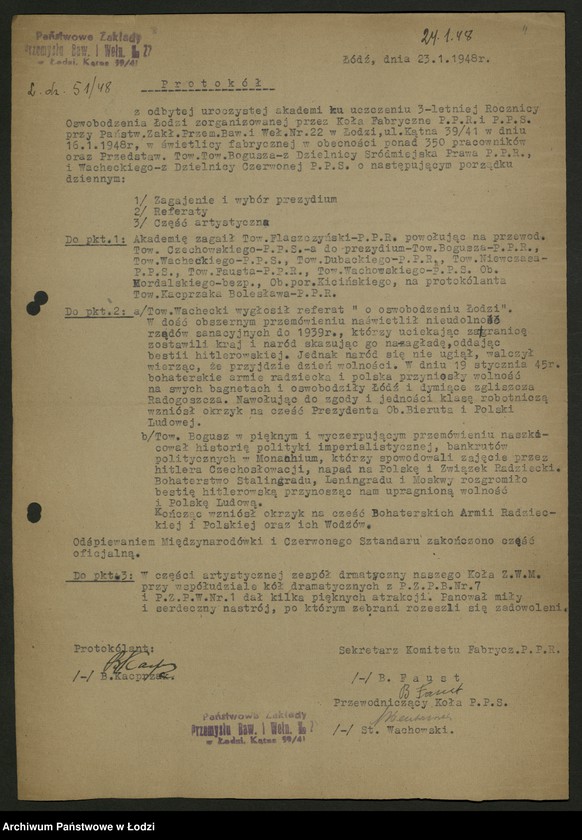 Państwowe Zakłady
Przemysłu Baw. i Wełn. № 22
w Łodzi, Kątna 39/41
24.1.48
Łódź, dnia 23.1.1948r.
L. dz. 51/48
Protokół
z odbytej uroczystej akademi ku uczczeniu 3-letniej Rocznicy
Oswobodzenia Łodzi zorganizowanej przez Koła Fabryczne P.P.R.i P.P.S.
przy Państw.Zakł.Przem.Baw.i Weł.Nr.22 w Łodzi,ul.Kątna 39/41 w dniu
16.1.1948r, w świetlicy fabrycznej w obecności ponad 350 pracowników
oraz Przedstaw. Tow.Tow.Bogusza-z Dzielnicy Śródmiejska Prawa P.P.R.,
i Wacheckiego-z Dzielnicy Czerwonej P.P.S. o następującym porządku
dziennym:
1/ Zagajenie i wybór prezydium
2/ Referaty
3/ Część artystyczna
Do pkt.1: Akademię zagaił Tow.Flaszczyński-P.P.R. powołując na przewod.
Tow. Czechowskiego-P.P.S.-a do prezydium-Tow.Bogusza-P.P.R.,
Tow.Wacheckiego-P.P.S., Tow.Dubackiego-P.P.R., Tow.Niewczasa-
P.P.S., Tow.Fausta-P.P.R., Tow.Wachowskiego-P.P.S. Ob.
Mordalskiego-bezp., Ob.por.Kicińskiego, na protokólanta
Tow.Kacprzaka Bolesława-P.P.R.
Do pkt.2: a/Tow.Wachecki wygłosił referat " o oswobodzeniu Łodzi".
W dość obszernym przemówieniu naświetlił nieudolność
rządów sanacyjnych do 1939r., którzy uciekając zagranicę
zostawili kraj i naród skazując go nazagładę,oddając
bestii hitlerowskiej. Jednak naród się nie ugiął, walczył
wierząc, że przyjdzie dzień wolności. W dniu 19 stycznia 45r.
bohaterskie armie radziecka i polska przyniosły wolność
na swych bagnetach i oswobodziły Łódź i dymiące zgliszcza
Radogoszcza. Nawołując do zgody i jedności klasę robotniczą
wzniósł okrzyk na cześć Prezydenta Ob.Bieruta i Polski
Ludowej.
b/Tow. Bogusz w pięknym i wyczerpującym przemówieniu naszki-
cował historię polityki imperialistycznej, bankrutów
politycznych w Monachium, którzy spowodowali zajęcie przez
hitlera Czechosłowacji, napad na Polskę i Związek Radziecki.
Bohaterstwo Stalingradu, Leningradu i Moskwy rozgromiło
bestię hitlerowską przynosząc nam upragnioną wolność
i Polskę Ludową.
Kończąc wzniósł okrzyk na cześć Bohaterskich Armii Radziec-
kiej i Polskiej oraz ich Wodzów.
Odśpiewaniem Międzynarodówki i Czerwonego Sztandaru zakończono część
oficjalną.
Do pkt.3: W części artystycznej zespół drmatyczny naszego Koła Z.W.M.
przy współudziale kół dramatycznych z P.Z.P.B.Nr.7
i P.Z.P.W.Nr.1 dał kilka pięknych atrakcji. Panował miły
i serdeczny nastrój, po którym zebrani rozeszli się zadowoleni.
Protokólant:
Sekretarz Komitetu Fabrycz.P.P.R.
/-/ B.Kacprzak.
/-/ B. Faust
B Faust
Przewodniczący Koła P.P.S.
/-/ St. Wachowski.
Państwowe Zakłady
Przemysłu Baw. i Wełn. № 22
w Łodzi, Kątna 39/41
Archiwum Państwowe w Łodzi